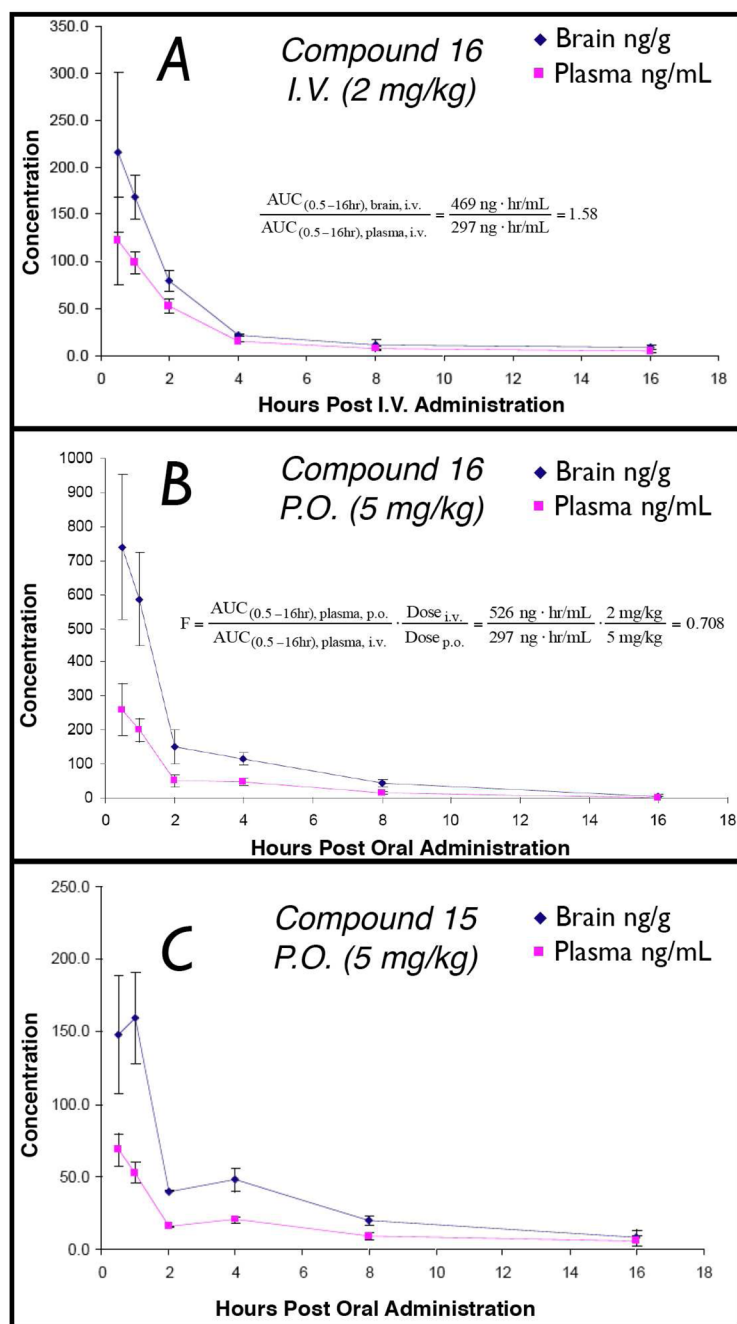 A
Compound 16
I.V. (2 mg/kg)
Brain ng/g
Plasma ng/mL
350.0
300.0
250.0
200.0
150.0
100.0
50.0
0.0
Concentration
AUC(0.5–16hr), brain, i.v. / AUC(0.5–16hr), plasma, i.v. = 469 ng · hr/mL / 297 ng · hr/mL = 1.58
0 2 4 6 8 10 12 14 16 18
Hours Post I.V. Administration
B
Compound 16
P.O. (5 mg/kg)
Brain ng/g
Plasma ng/mL
1000
900
800
700
600
500
400
300
200
100
0
Concentration
F = AUC(0.5–16hr), plasma, p.o. / AUC(0.5–16hr), plasma, i.v. · Dose i.v. / Dose p.o. = 526 ng · hr/mL / 297 ng · hr/mL · 2 mg/kg / 5 mg/kg = 0.708
0 2 4 6 8 10 12 14 16 18
Hours Post Oral Administration
C
Compound 15
P.O. (5 mg/kg)
Brain ng/g
Plasma ng/mL
250.0
200.0
150.0
100.0
50.0
0.0
Concentration
0 2 4 6 8 10 12 14 16 18
Hours Post Oral Administration